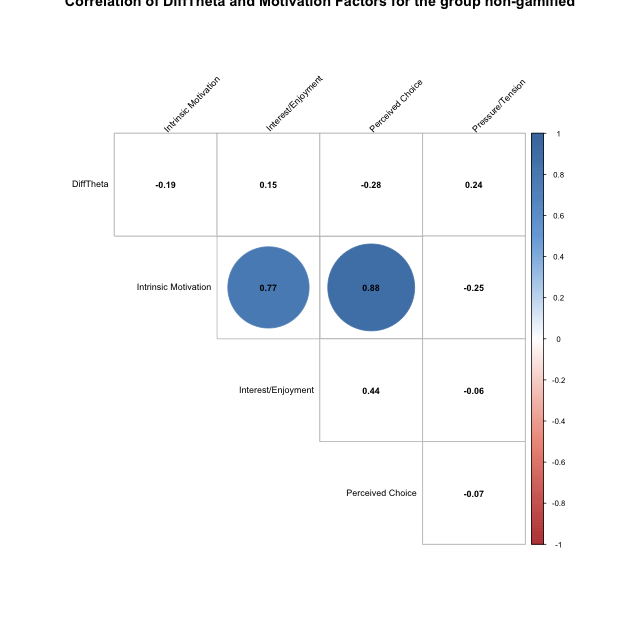 Correlation of DiffTheta and Motivation Factors for the group non-gamified
Intrinsic Motivation
Interest/Enjoyment
Perceived Choice
Pressure/Tension
DiffTheta
-0.19
0.15
-0.28
0.24
Intrinsic Motivation
0.77
0.88
-0.25
Interest/Enjoyment
0.44
-0.06
Perceived Choice
-0.07
1
0.8
0.6
0.4
0.2
0
-0.2
-0.4
-0.6
-0.8
-1